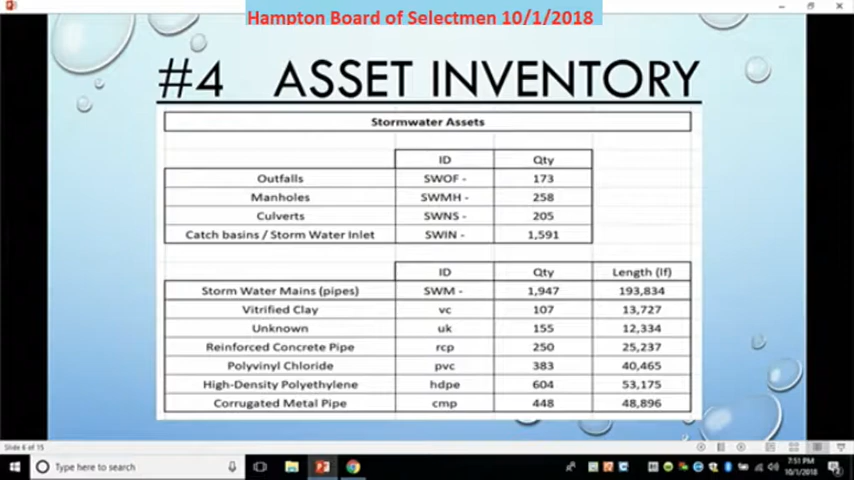 Hampton Board of Selectmen 10/1/2018
#4 ASSET INVENTORY
Stormwater Assets
ID Qty
Outfalls SWOF - 173
Manholes SWMH - 258
Culverts SWNS - 205
Catch basins / Storm Water Inlet SWIN - 1,591
ID Qty Length (lf)
Storm Water Mains (pipes) SWM - 1,947 193,834
Vitrified Clay vc 107 13,727
Unknown uk 155 12,334
Reinforced Concrete Pipe rcp 250 25,237
Polyvinyl Chloride pvc 383 40,465
High-Density Polyethylene hdpe 604 53,175
Corrugated Metal Pipe cmp 448 48,896
Slide 6 of 15
Type here to search
7:51 PM
10/1/2018